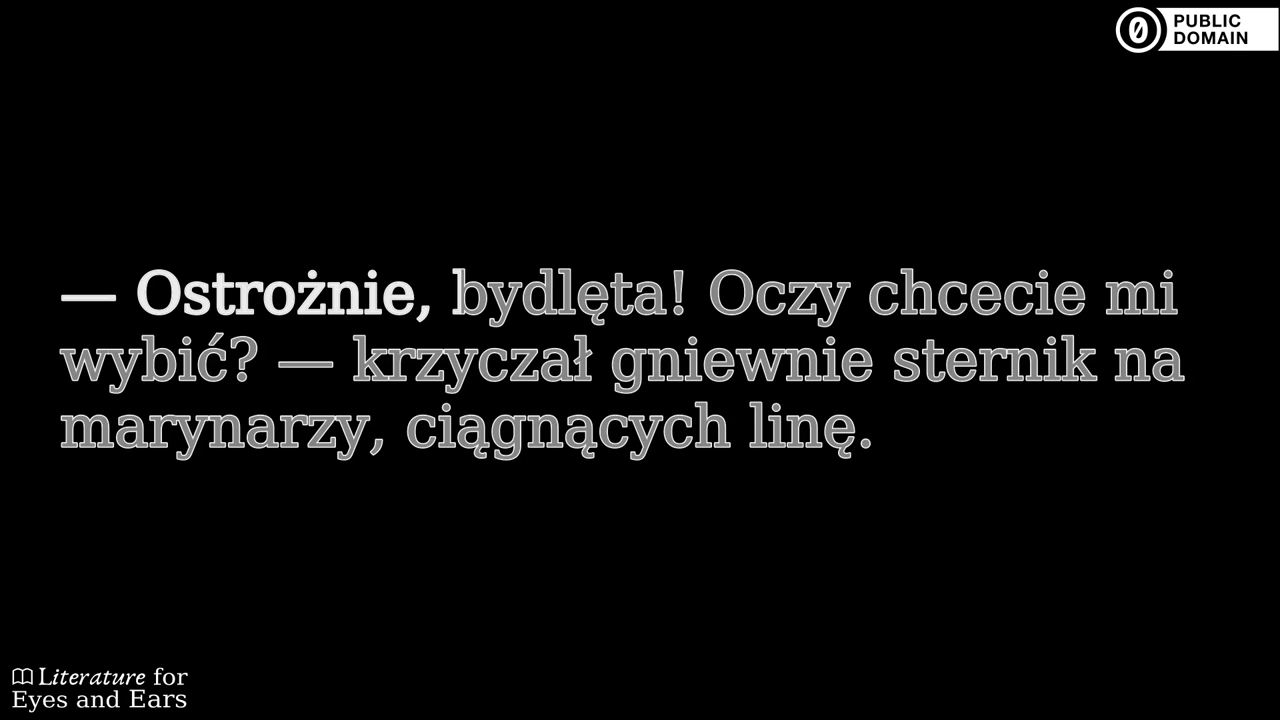 PUBLIC
DOMAIN
— Ostrożnie, bydlęta! Oczy chcecie mi
wybić? — krzyczał gniewnie sternik na
marynarzy, ciągnących linę.
Literature for
Eyes and Ears